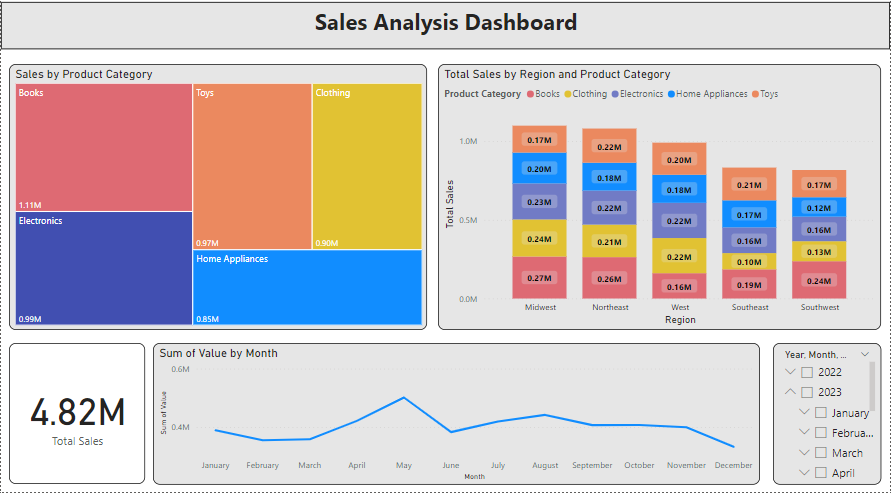 Sales Analysis Dashboard
Sales by Product Category
Books
1.11M
Electronics
0.99M
Toys
0.97M
Clothing
0.90M
Home Appliances
0.85M
Total Sales by Region and Product Category
Product Category Books Clothing Electronics Home Appliances Toys
Total Sales
1.0M
0.5M
0.0M
0.17M
0.20M
0.23M
0.24M
0.27M
0.22M
0.18M
0.22M
0.21M
0.26M
0.20M
0.18M
0.22M
0.22M
0.16M
0.21M
0.17M
0.16M
0.10M
0.19M
0.17M
0.12M
0.16M
0.13M
0.24M
Midwest Northeast West Southeast Southwest
Region
4.82M
Total Sales
Sum of Value by Month
Sum of Value
0.6M
0.4M
January February March April May June July August September October November December
Month
Year, Month, ...
2022
2023
January
Februa...
March
April